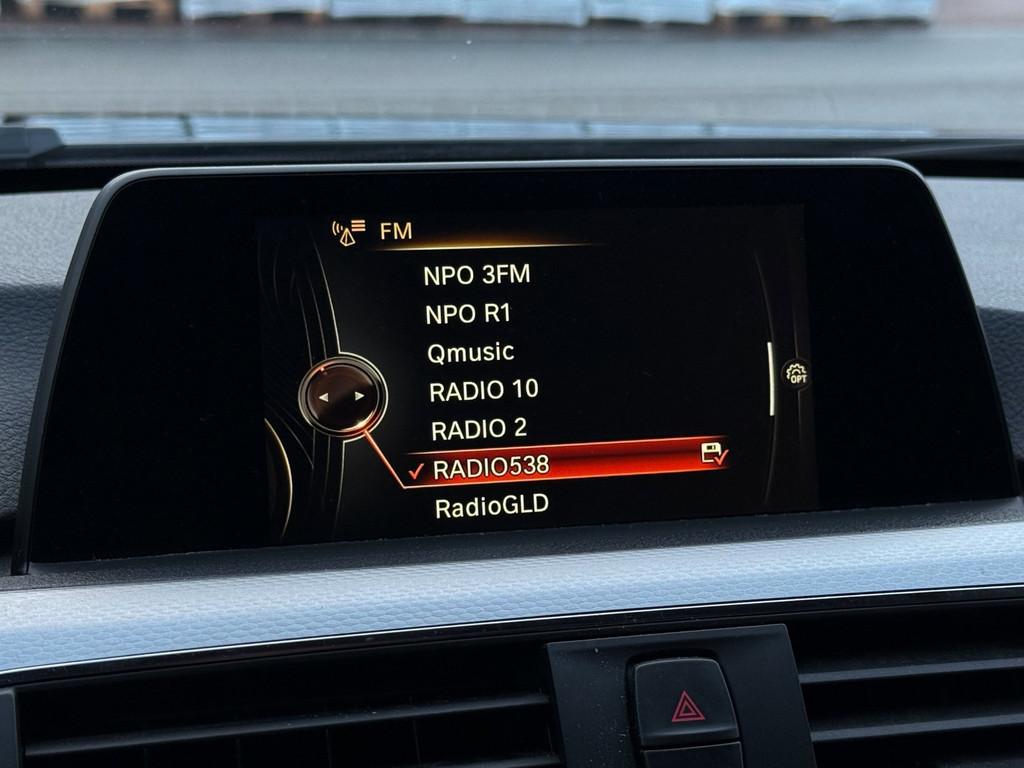 FM
NPO 3FM
NPO R1
Qmusic
RADIO 10
OPT
RADIO 2
RADIO538
RadioGLD